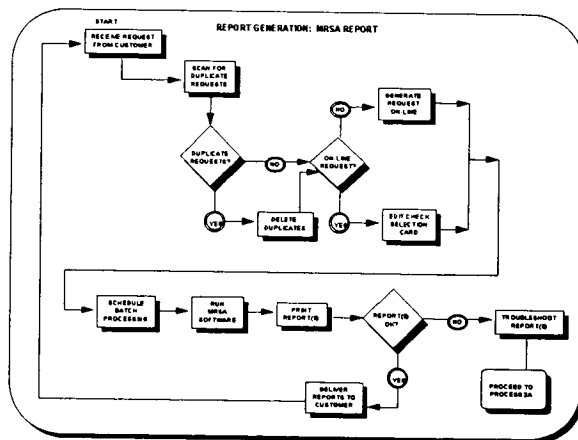 START
REPORT GENERATION: MRSA REPORT
RECEIVE REQUEST
FROM CUSTOMER
SCAN FOR
DUPLICATE
REQUESTS
DUPLICATE
REQUESTS?
NO
YES
DELETE
DUPLICATES
ON-LINE
REQUEST?
NO
GENERATE
REQUEST
ON-LINE
YES
EDIT CHECK
SELECTION
CARD
SCHEDULE
BATCH
PROCESSING
RUN
MRSA
SOFTWARE
PRINT
REPORT(S)
REPORT(S)
OK?
NO
TROUBLESHOOT
REPORT(S)
PROCEED TO
YES
DELIVER
REPORTS TO
CUSTOMER